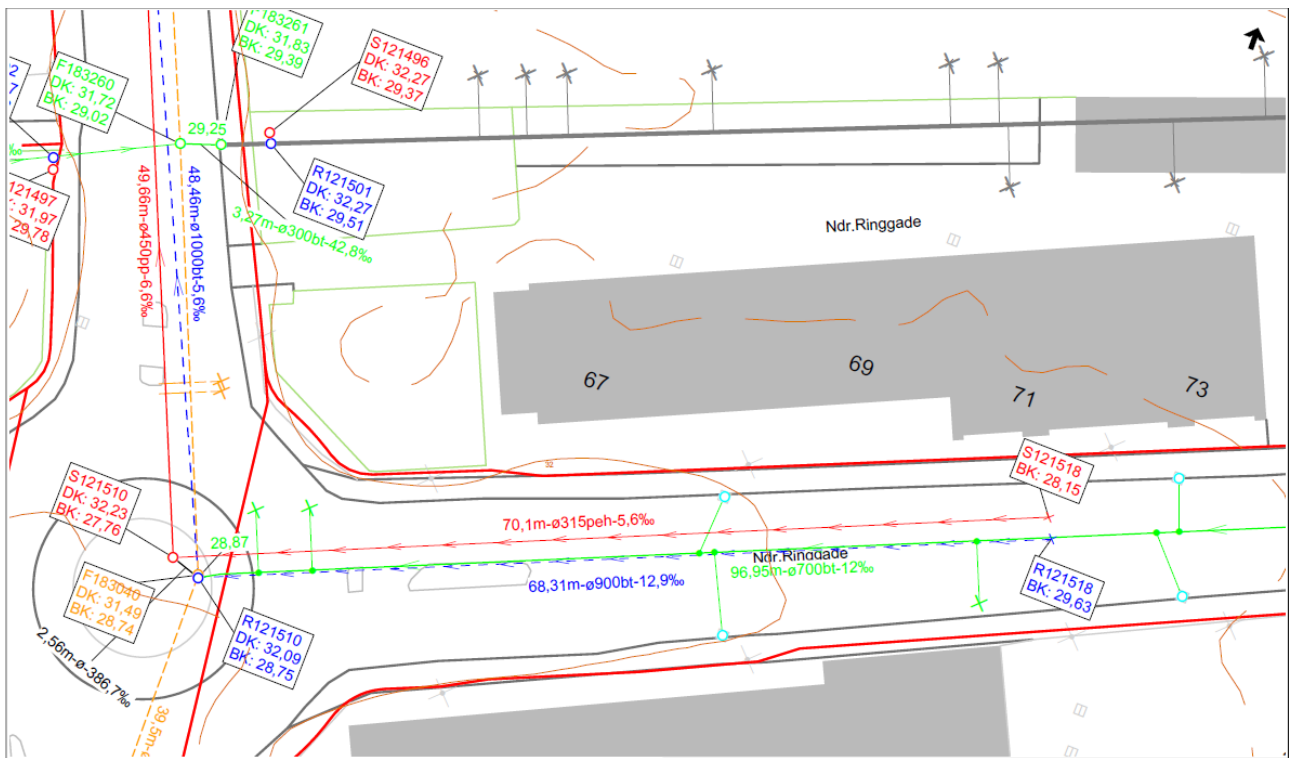 F183261
DK: 31,83
BK: 29,39
S121496
DK: 32,27
BK: 29,37
F183260
DK: 31,72
BK: 29,02
29,25
R121501
DK: 32,27
BK: 29,51
121497
31,97
29,78
49,66m-ø450pp-6,6‰
48,46m-ø1000bt-5,6‰
3,27m-ø300bt-42,8‰
Ndr.Ringgade
67
69
71
73
32
S121510
DK: 32,23
BK: 27,76
28,87
70,1m-ø315peh-5,6‰
S121518
BK: 28,15
Ndr.Ringgade
68,31m-ø900bt-12,9‰
96,95m-ø700bt-12‰
R121518
BK: 29,63
F183040
DK: 31,49
BK: 28,74
R121510
DK: 32,09
BK: 28,75
2,56m-ø-386,7‰
39,5m-ø